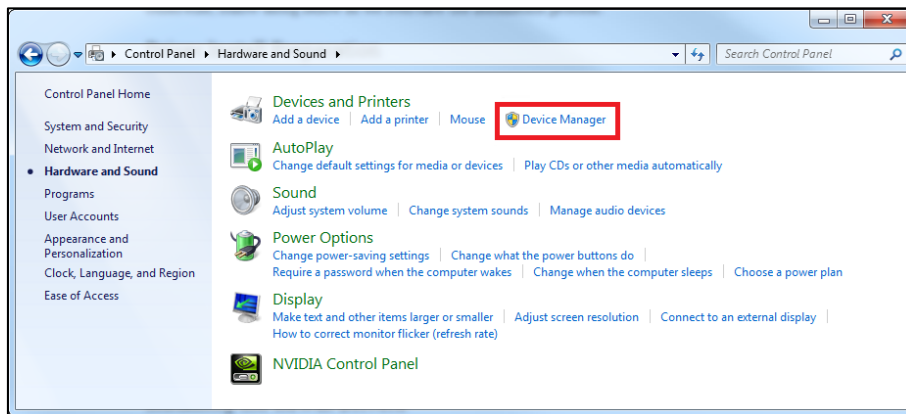 Control Panel Hardware and Sound
Search Control Panel
Control Panel Home
System and Security
Network and Internet
Hardware and Sound
Programs
User Accounts
Appearance and
Personalization
Clock, Language, and Region
Ease of Access
Devices and Printers
Add a device Add a printer Mouse Device Manager
AutoPlay
Change default settings for media or devices Play CDs or other media automatically
Sound
Adjust system volume Change system sounds Manage audio devices
Power Options
Change power-saving settings Change what the power buttons do
Require a password when the computer wakes Change when the computer sleeps Choose a power plan
Display
Make text and other items larger or smaller Adjust screen resolution Connect to an external display
How to correct monitor flicker (refresh rate)
NVIDIA Control Panel